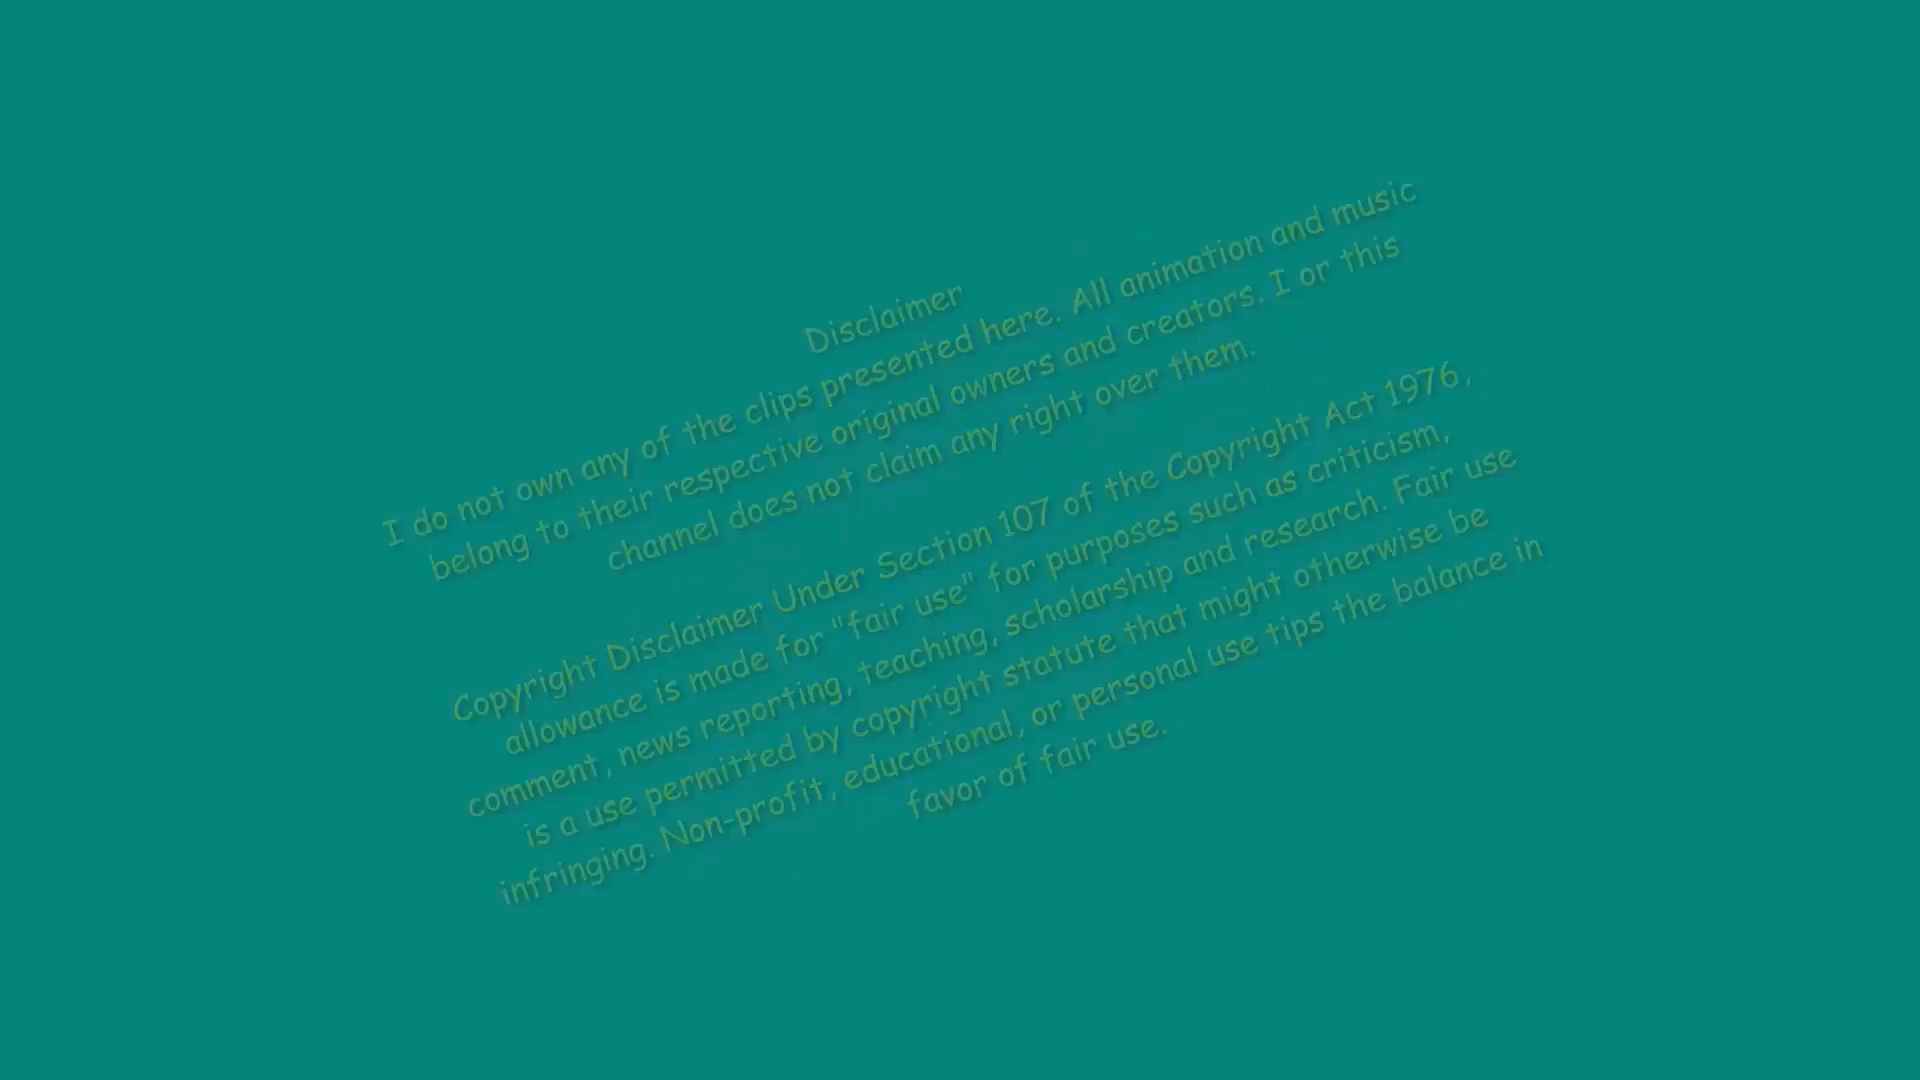 Disclaimer
I do not own any of the clips presented here. All animation and music
belong to their respective original owners and creators. I or this
channel does not claim any right over them.
Copyright Disclaimer Under Section 107 of the Copyright Act 1976,
allowance is made for "fair use" for purposes such as criticism,
comment, news reporting, teaching, scholarship and research. Fair use
is a use permitted by copyright statute that might otherwise be
infringing. Non-profit, educational, or personal use tips the balance in
favor of fair use.